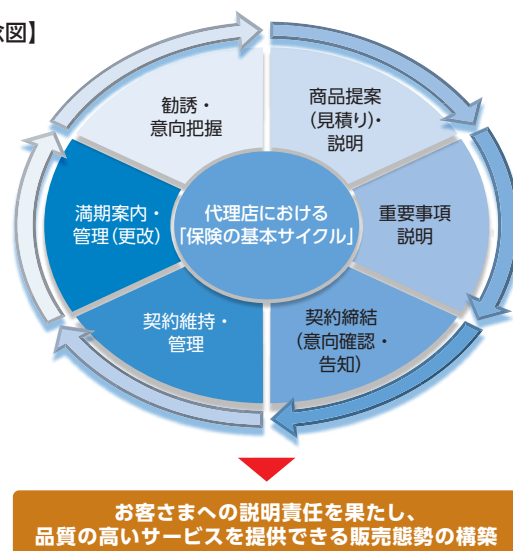 念図】
勧誘・
意向把握
商品提案
(見積り)・
説明
重要事項
説明
契約締結
(意向確認・
告知)
契約維持・
管理
満期案内・
管理(更改)
代理店における
「保険の基本サイクル」
お客さまへの説明責任を果たし、
品質の高いサービスを提供できる販売態勢の構築